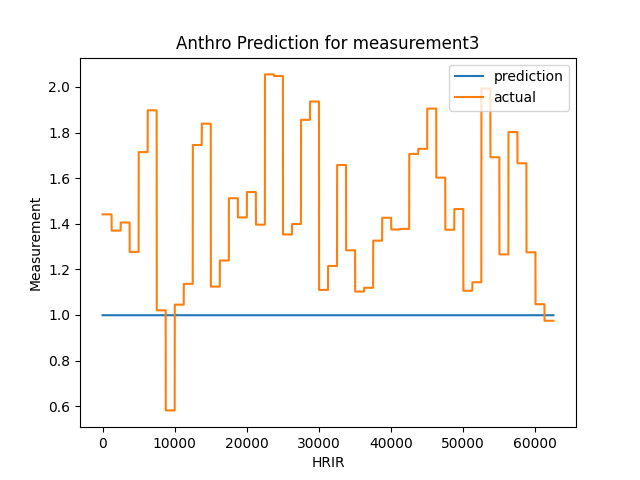 Anthro Prediction for measurement3
prediction
actual
Measurement
2.0
1.8
1.6
1.4
1.2
1.0
0.8
0.6
0 10000 20000 30000 40000 50000 60000
HRIR